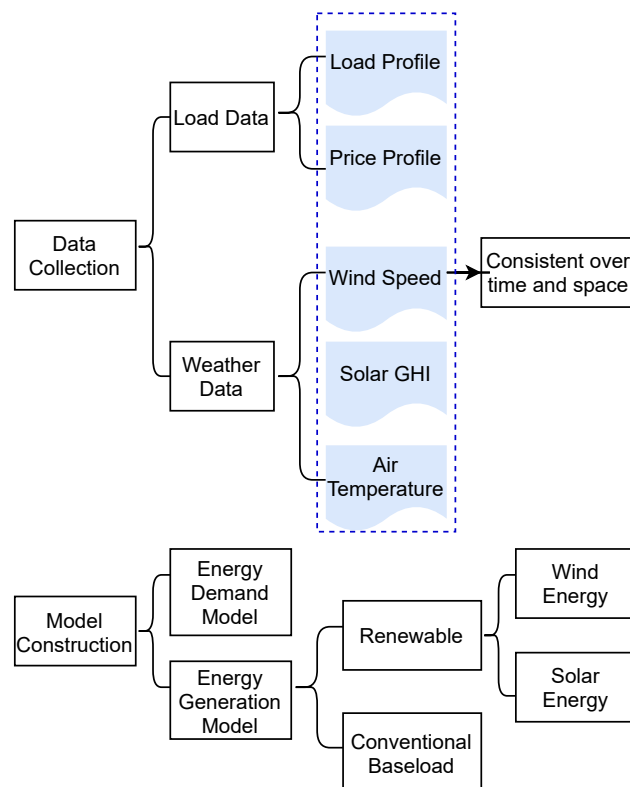 Load Profile
Load Data
Price Profile
Data
Collection
Wind Speed
Consistent over
time and space
Weather
Data
Solar GHI
Air
Temperature
Energy
Demand
Model
Wind
Energy
Model
Construction
Renewable
Energy
Generation
Model
Solar
Energy
Conventional
Baseload